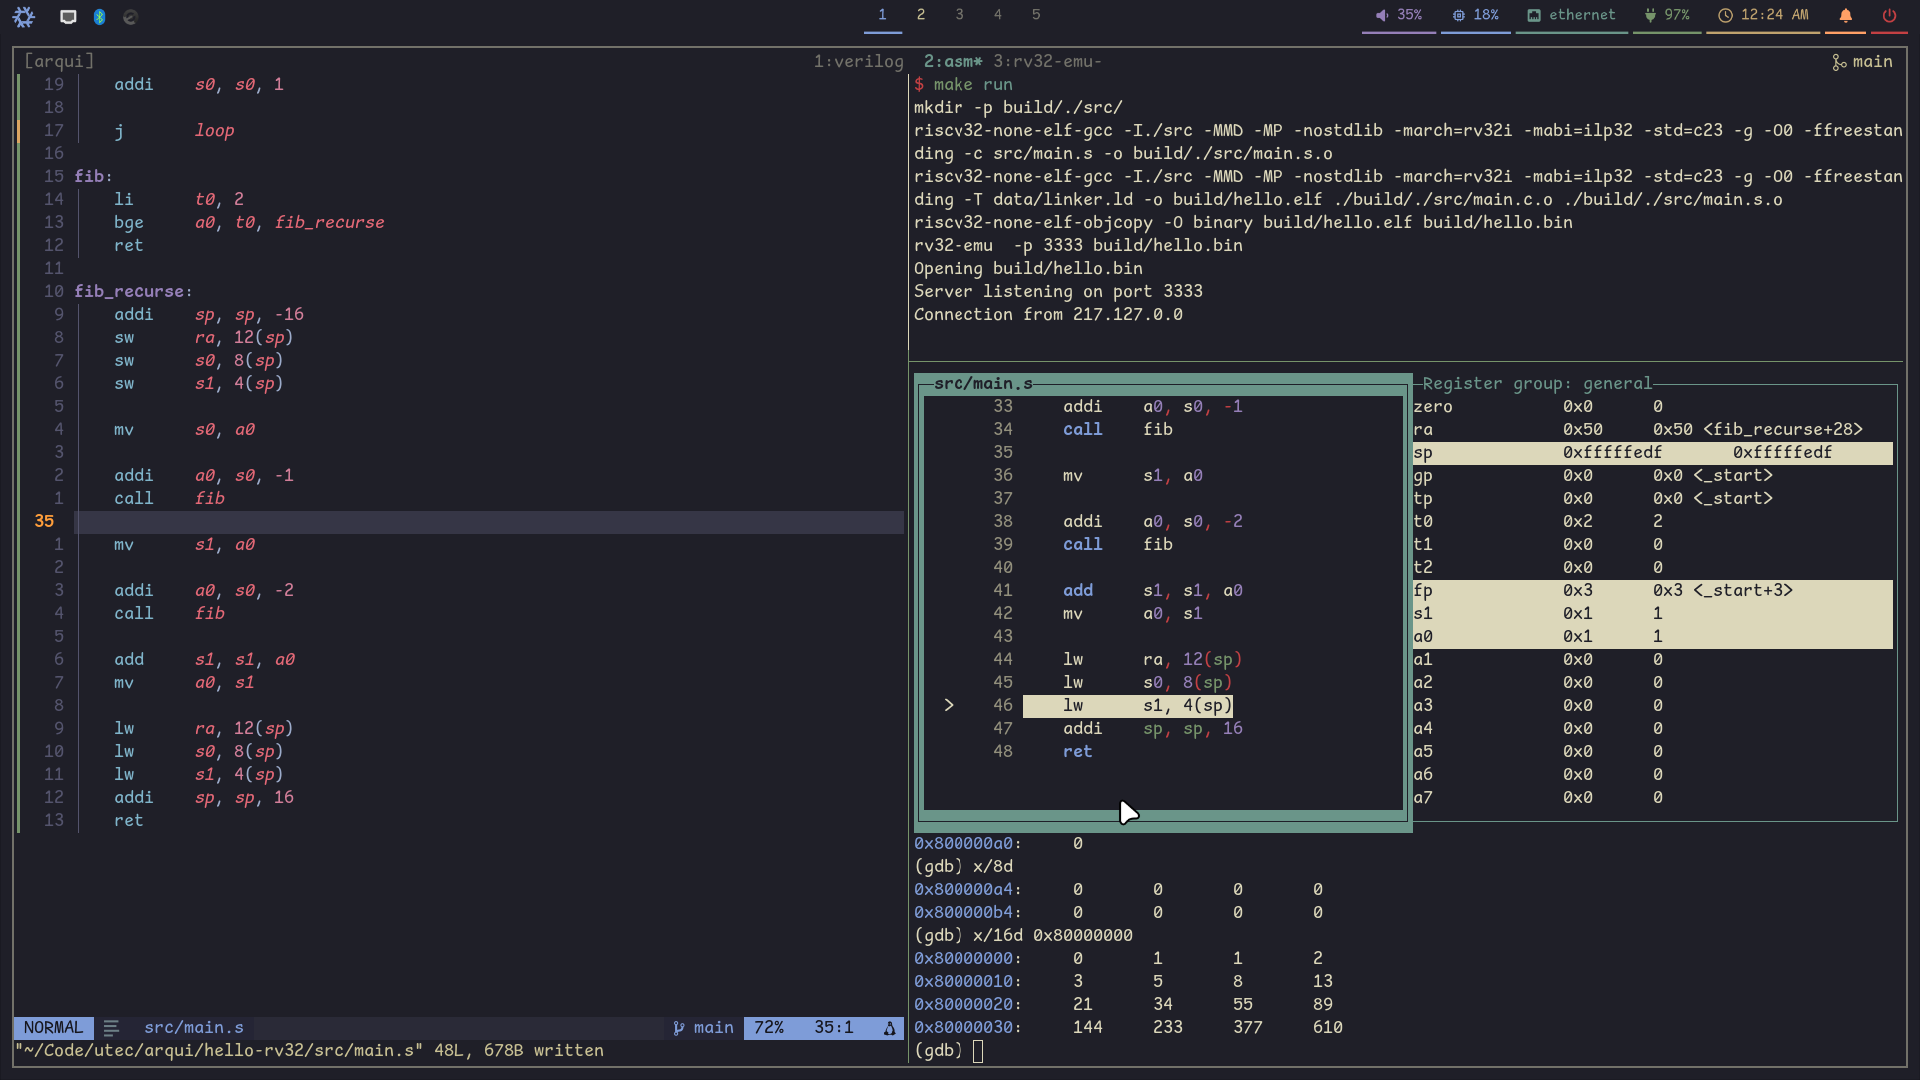 1 2 3 4 5 35% 18% ethernet 97% 12:24 AM
[arqui] 1:verilog 2:asm* 3:rv32-emu- main
19 addi s0, s0, 1
18
17 j loop
16
15 fib:
14 li t0, 2
13 bge a0, t0, fib_recurse
12 ret
11
10 fib_recurse:
9 addi sp, sp, -16
8 sw ra, 12(sp)
7 sw s0, 8(sp)
6 sw s1, 4(sp)
5
4 mv s0, a0
3
2 addi a0, s0, -1
1 call fib
35
1 mv s1, a0
2
3 addi a0, s0, -2
4 call fib
5
6 add s1, s1, a0
7 mv a0, s1
8
9 lw ra, 12(sp)
10 lw s0, 8(sp)
11 lw s1, 4(sp)
12 addi sp, sp, 16
13 ret
NORMAL src/main.s main 72% 35:1
"~/Code/utec/arqui/hello-rv32/src/main.s" 48L, 678B written
$ make run
mkdir -p build/./src/
riscv32-none-elf-gcc -I./src -MMD -MP -nostdlib -march=rv32i -mabi=ilp32 -std=c23 -g -O0 -ffreestan
ding -c src/main.s -o build/./src/main.s.o
riscv32-none-elf-gcc -I./src -MMD -MP -nostdlib -march=rv32i -mabi=ilp32 -std=c23 -g -O0 -ffreestan
ding -T data/linker.ld -o build/hello.elf ./build/./src/main.c.o ./build/./src/main.s.o
riscv32-none-elf-objcopy -O binary build/hello.elf build/hello.bin
rv32-emu  -p 3333 build/hello.bin
Opening build/hello.bin
Server listening on port 3333
Connection from 217.127.0.0
src/main.s
33 addi a0, s0, -1
34 call fib
35
36 mv s1, a0
37
38 addi a0, s0, -2
39 call fib
40
41 add s1, s1, a0
42 mv a0, s1
43
44 lw ra, 12(sp)
45 lw s0, 8(sp)
> 46 lw s1, 4(sp)
47 addi sp, sp, 16
48 ret
Register group: general
zero 0x0 0
ra 0x50 0x50 <fib_recurse+28>
sp 0xfffffedf 0xfffffedf
gp 0x0 0x0 <_start>
tp 0x0 0x0 <_start>
t0 0x2 2
t1 0x0 0
t2 0x0 0
fp 0x3 0x3 <_start+3>
s1 0x1 1
a0 0x1 1
a1 0x0 0
a2 0x0 0
a3 0x0 0
a4 0x0 0
a5 0x0 0
a6 0x0 0
a7 0x0 0
0x800000a0: 0
(gdb) x/8d
0x800000a4: 0 0 0 0
0x800000b4: 0 0 0 0
(gdb) x/16d 0x80000000
0x80000000: 0 1 1 2
0x80000010: 3 5 8 13
0x80000020: 21 34 55 89
0x80000030: 144 233 377 610
(gdb)